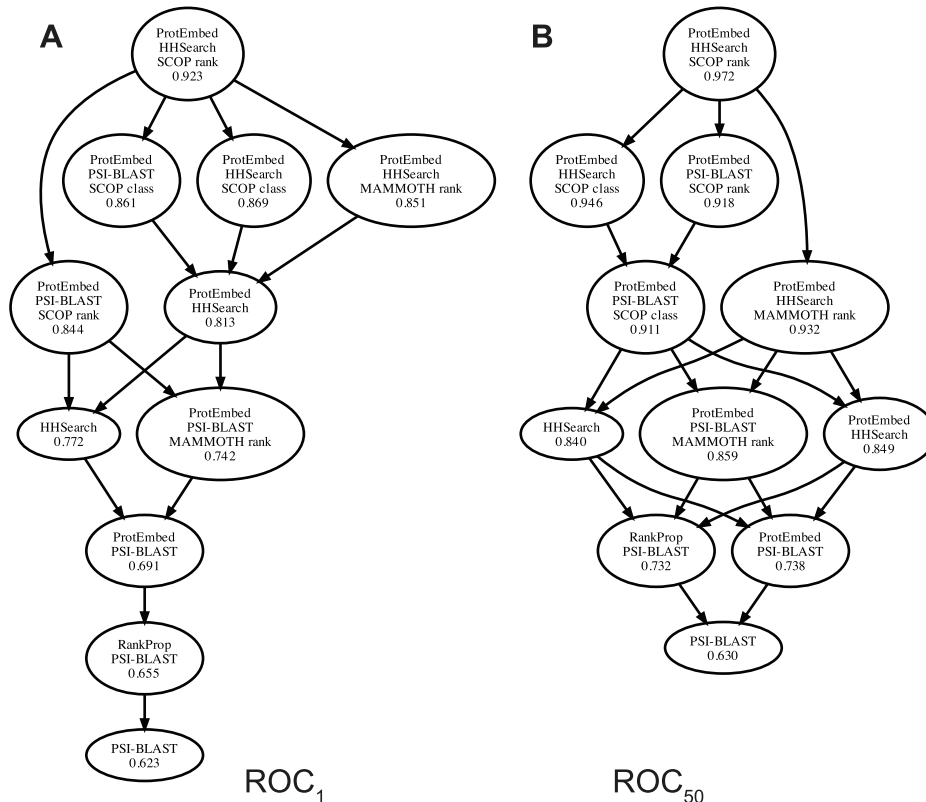 A
ProtEmbed
HHSearch
SCOP rank
0.923
ProtEmbed
PSI-BLAST
SCOP class
0.861
ProtEmbed
HHSearch
SCOP class
0.869
ProtEmbed
HHSearch
MAMMOTH rank
0.851
ProtEmbed
PSI-BLAST
SCOP rank
0.844
ProtEmbed
HHSearch
0.813
HHSearch
0.772
ProtEmbed
PSI-BLAST
MAMMOTH rank
0.742
ProtEmbed
PSI-BLAST
0.691
RankProp
PSI-BLAST
0.655
PSI-BLAST
0.623
ROC1
B
ProtEmbed
HHSearch
SCOP rank
0.972
ProtEmbed
HHSearch
SCOP class
0.946
ProtEmbed
PSI-BLAST
SCOP rank
0.918
ProtEmbed
PSI-BLAST
SCOP class
0.911
ProtEmbed
HHSearch
MAMMOTH rank
0.932
HHSearch
0.840
ProtEmbed
PSI-BLAST
MAMMOTH rank
0.859
ProtEmbed
HHSearch
0.849
RankProp
PSI-BLAST
0.732
ProtEmbed
PSI-BLAST
0.738
PSI-BLAST
0.630
ROC50